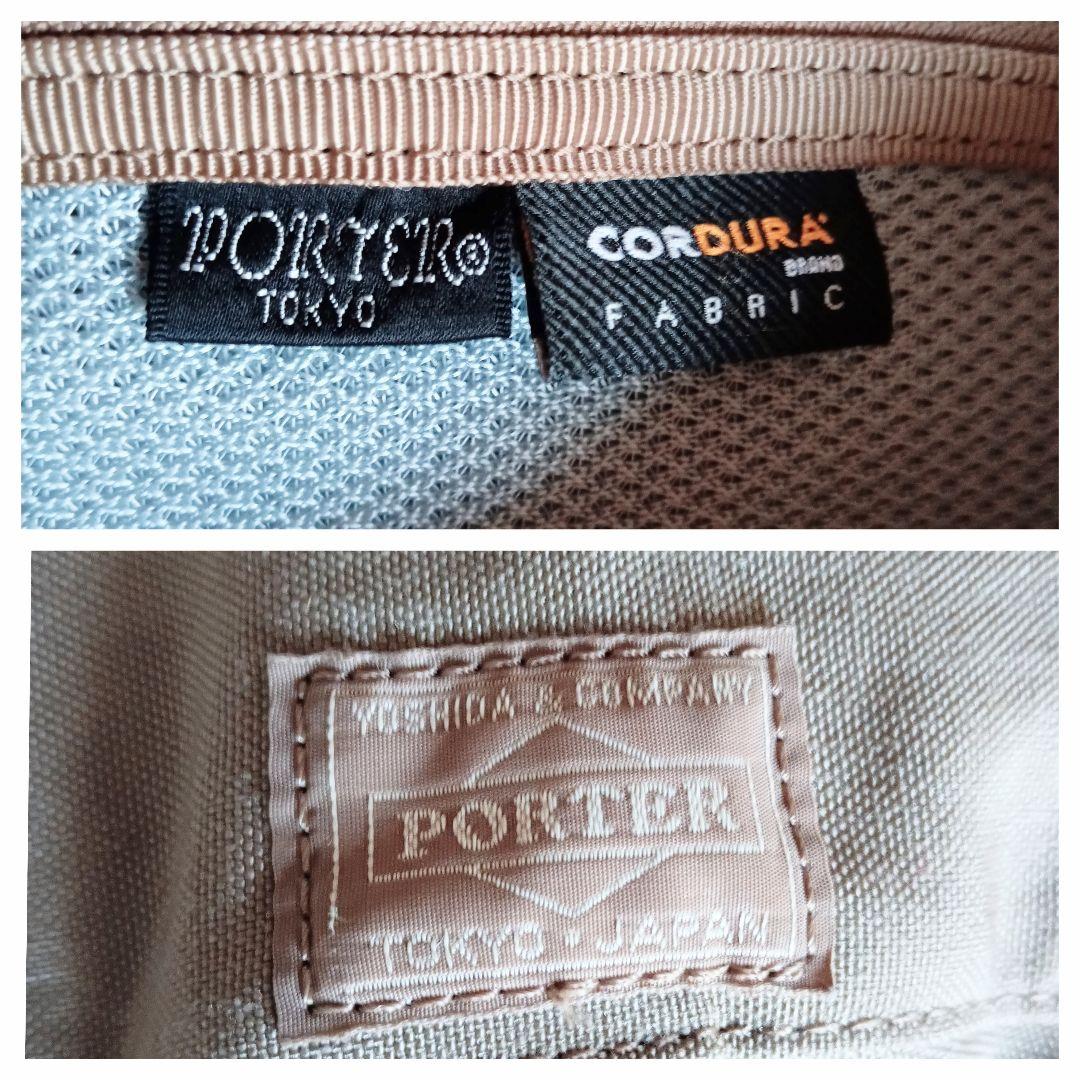 PORTER®
TOKYO
CORDURA®
BRAND
FABRIC
YOSHIDA & COMPANY
PORTER
TOKYO · JAPAN